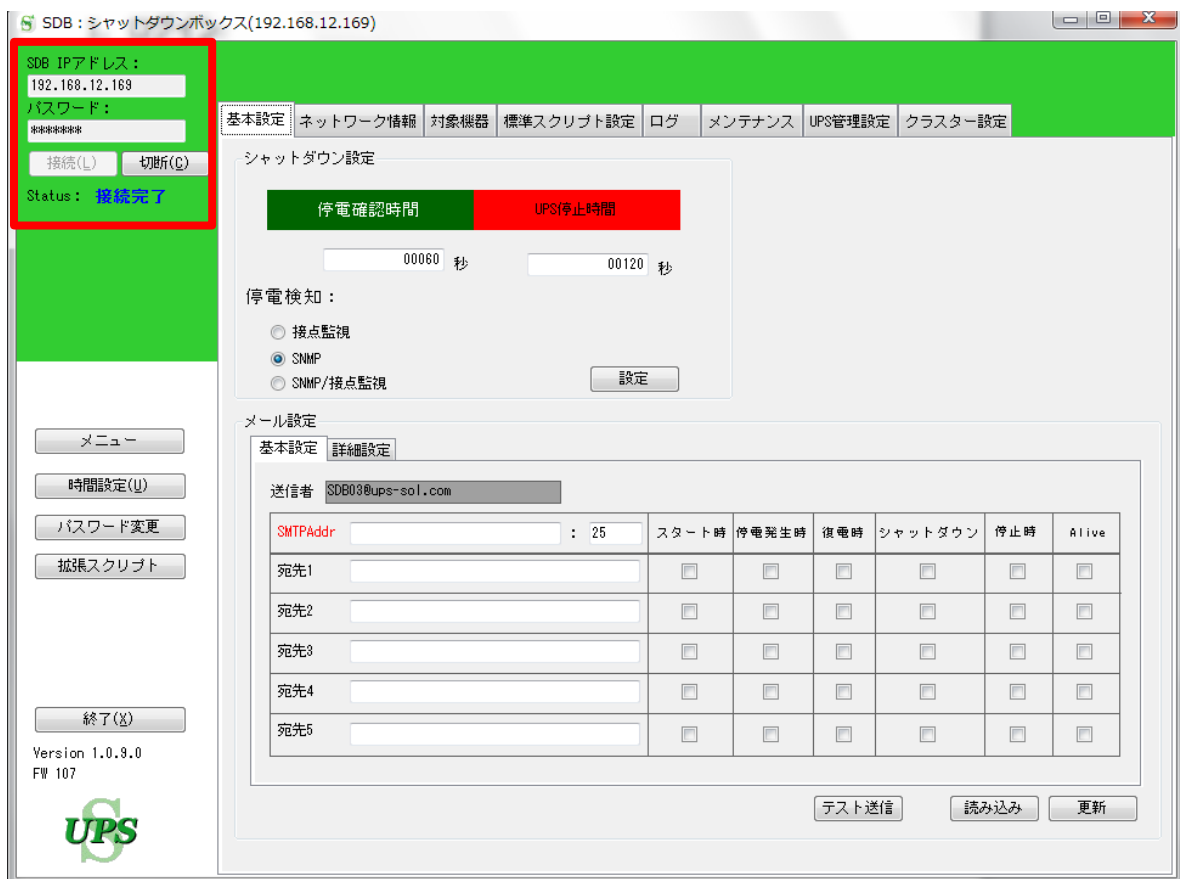 SDB：シャットダウンボックス(192.168.12.169)
SDB IPアドレス：
192.168.12.169
パスワード：
*******
接続(L) 切断(C)
Status： 接続完了
メニュー
時間設定(U)
パスワード変更
拡張スクリプト
終了(X)
Version 1.0.9.0
FW 107
S
UPS
基本設定 ネットワーク情報 対象機器 標準スクリプト設定 ログ メンテナンス UPS管理設定 クラスター設定
シャットダウン設定
停電確認時間 UPS停止時間
00060 秒 00120 秒
停電検知：
接点監視
SNMP
SNMP/接点監視
設定
メール設定
基本設定 詳細設定
送信者 SDB03@ups-sol.com
SMTPAddr : 25 スタート時 停電発生時 復電時 シャットダウン 停止時 Alive
宛先1
宛先2
宛先3
宛先4
宛先5
テスト送信 読み込み 更新